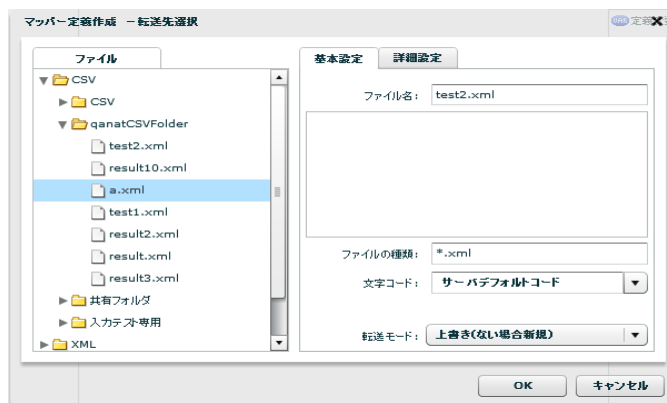 マッパー定義作成 －転送先選択
ファイル
CSV
CSV
qanatCSVFolder
test2.xml
result10.xml
a.xml
test1.xml
result2.xml
result.xml
result3.xml
共有フォルダ
入力テスト専用
XML
基本設定 詳細設定
ファイル名： test2.xml
ファイルの種類： *.xml
文字コード： サーバデフォルトコード
転送モード： 上書き(ない場合新規)
OK キャンセル